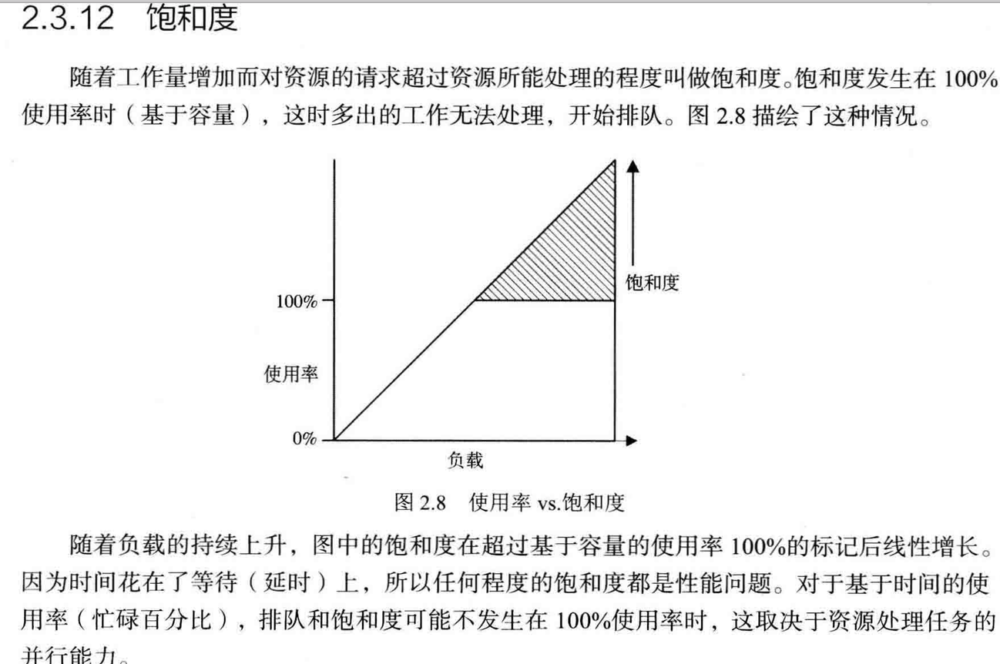 2.3.12 饱和度
随着工作量增加而对资源的请求超过资源所能处理的程度叫做饱和度。饱和度发生在 100%
使用率时（基于容量），这时多出的工作无法处理，开始排队。图 2.8 描绘了这种情况。
饱和度
100%
使用率
0%
负载
图 2.8 使用率 vs.饱和度
随着负载的持续上升，图中的饱和度在超过基于容量的使用率 100%的标记后线性增长。
因为时间花在了等待（延时）上，所以任何程度的饱和度都是性能问题。对于基于时间的使
用率（忙碌百分比），排队和饱和度可能不发生在 100%使用率时，这取决于资源处理任务的
并行能力。